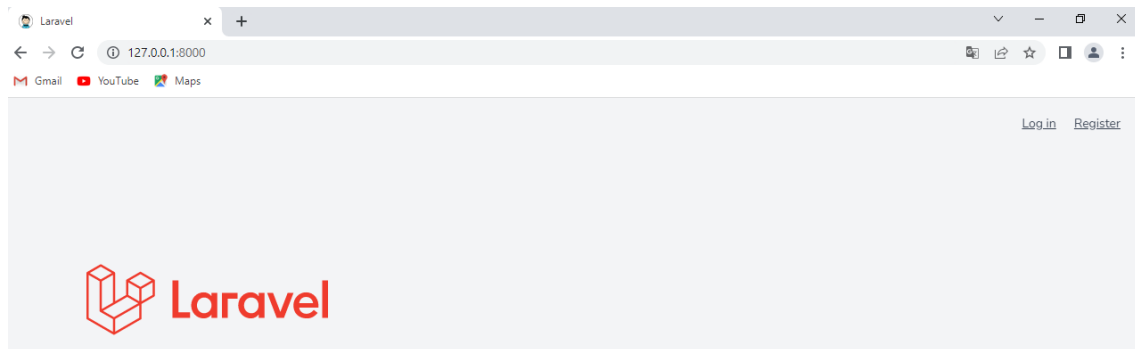 Laravel
127.0.0.1:8000
Gmail YouTube Maps
Log in Register
Laravel